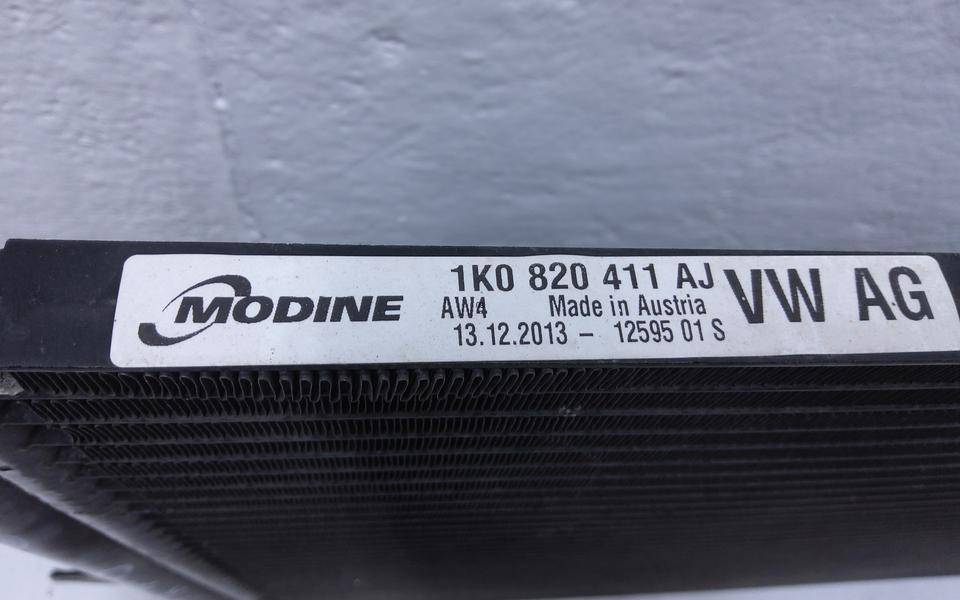 MODINE
1K0 820 411 AJ
AW4 Made in Austria
13.12.2013 - 12595 01 S
VW AG